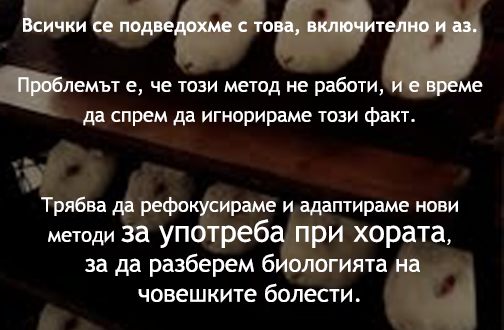 Всички се подведохме с това, включително и аз.
Проблемът е, че този метод не работи, и е време
да спрем да игнорираме този факт.
Трябва да рефокусираме и адаптираме нови
методи за употреба при хората,
за да разберем биологията на
човешките болести.